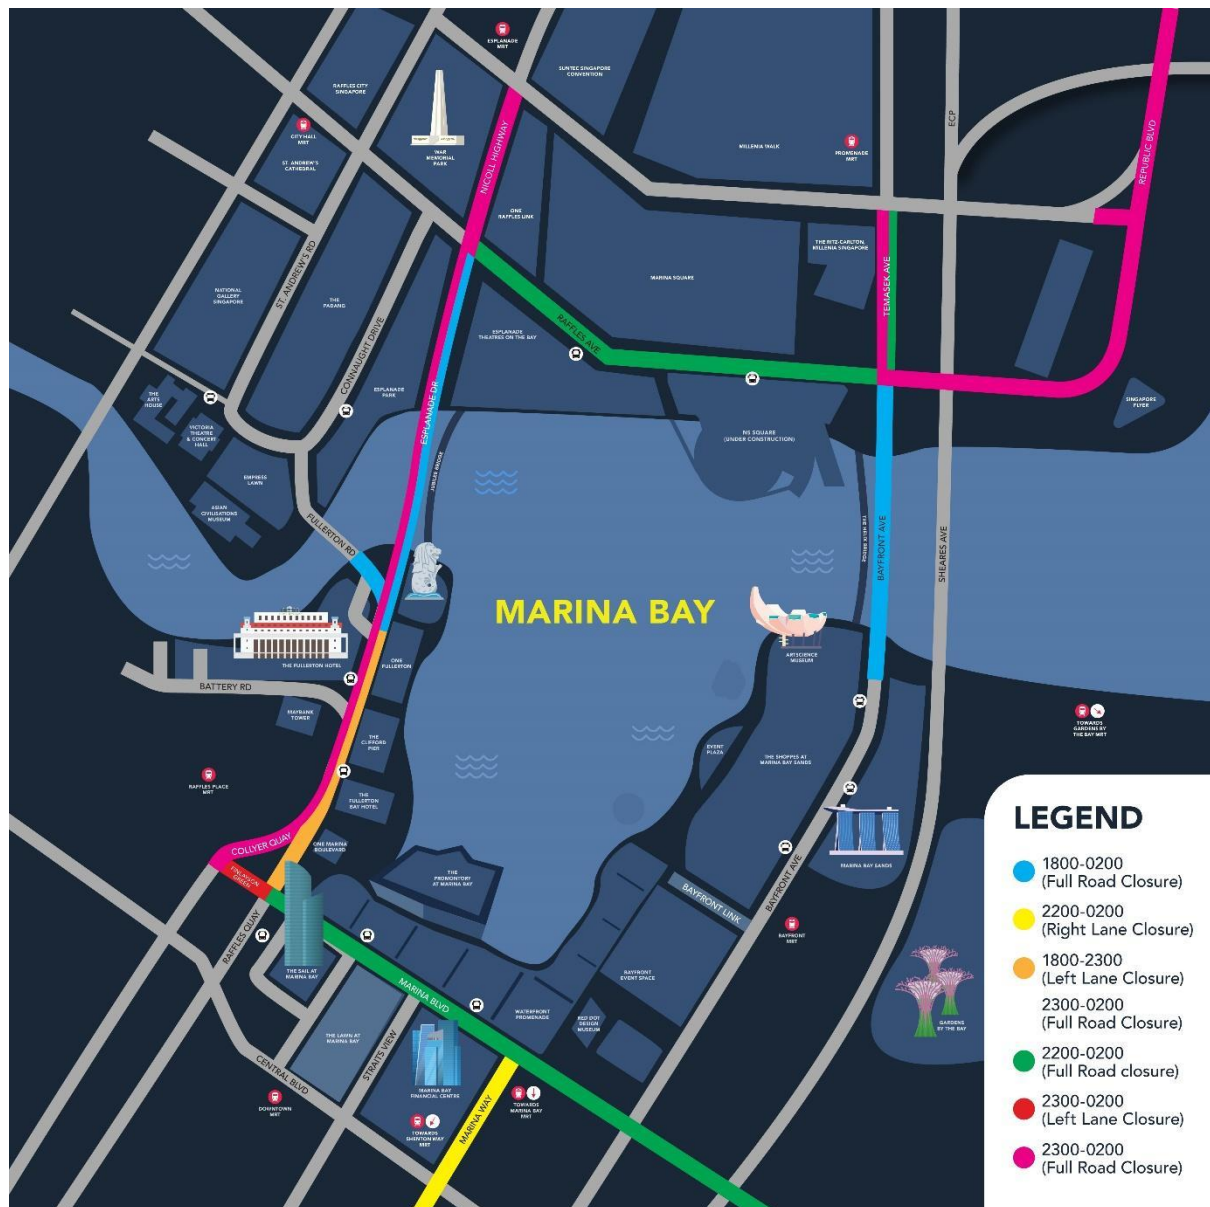 ESPLANADE
MRT
SUNTEC SINGAPORE
CONVENTION
RAFFLES CITY
SINGAPORE
ECP
CITY HALL
MRT
NICOLL HIGHWAY
MILLENIA WALK
PROMENADE
MRT
REPUBLIC BLVD
WAR
MEMORIAL
PARK
ST. ANDREW'S
CATHEDRAL
ONE
RAFFLES LINK
THE RITZ-CARLTON,
MILLENIA SINGAPORE
ST. ANDREW'S RD
MARINA SQUARE
TEMASEK AVE
NATIONAL
GALLERY
SINGAPORE
THE
PADANG
CONNAUGHT DRIVE
ESPLANADE
THEATRES ON THE BAY
RAFFLES AVE
THE
ARTS
HOUSE
ESPLANADE
PARK
ESPLANADE DR
SINGAPORE
FLYER
VICTORIA
THEATRE
& CONCERT
HALL
NS SQUARE
(UNDER CONSTRUCTION)
JUBILEE BRIDGE
EMPRESS
LAWN
ASIAN
CIVILISATIONS
MUSEUM
FULLERTON RD
THE HELIX BRIDGE
BAYFRONT AVE
SHEARES AVE
MARINA BAY
ARTSCIENCE
MUSEUM
THE FULLERTON HOTEL
ONE
FULLERTON
BATTERY RD
MAYBANK
TOWER
TOWARDS
GARDENS BY
THE BAY MRT
THE
CLIFFORD
PIER
EVENT
PLAZA
THE SHOPPES AT
MARINA BAY SANDS
RAFFLES PLACE
MRT
THE
FULLERTON
BAY HOTEL
COLLYER QUAY
ONE MARINA
BOULEVARD
MARINA BAY SANDS
FINLAYSON
GREEN
THE
PROMONTORY
AT MARINA BAY
BAYFRONT LINK
BAYFRONT AVE
RAFFLES QUAY
BAYFRONT
MRT
THE SAIL AT
MARINA BAY
BAYFRONT
EVENT SPACE
MARINA BLVD
WATERFRONT
PROMENADE
RED DOT
DESIGN
MUSEUM
GARDENS
BY THE BAY
THE LAWN AT
MARINA BAY
STRAITS VIEW
CENTRAL BLVD
MARINA BAY
FINANCIAL CENTRE
DOWNTOWN
MRT
MARINA WAY
TOWARDS
MARINA BAY
MRT
TOWARDS
SHENTON WAY
MRT
LEGEND
1800-0200
(Full Road Closure)
2200-0200
(Right Lane Closure)
1800-2300
(Left Lane Closure)
2300-0200
(Full Road Closure)
2200-0200
(Full Road closure)
2300-0200
(Left Lane Closure)
2300-0200
(Full Road Closure)